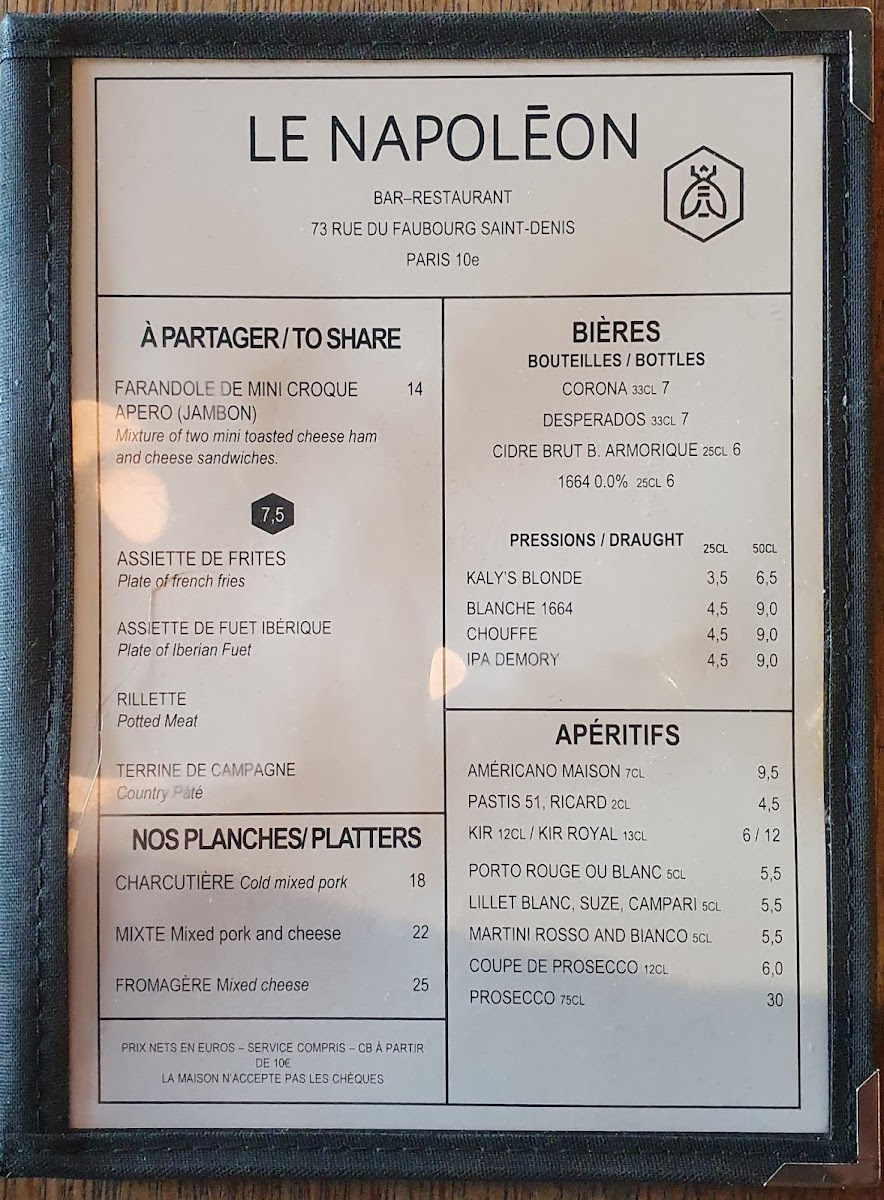 LE NAPOLĒON
BAR–RESTAURANT
73 RUE DU FAUBOURG SAINT-DENIS
PARIS 10e
À PARTAGER / TO SHARE
FARANDOLE DE MINI CROQUE 14
APERO (JAMBON)
Mixture of two mini toasted cheese ham
and cheese sandwiches.
7,5
ASSIETTE DE FRITES
Plate of french fries
ASSIETTE DE FUET IBÉRIQUE
Plate of Iberian Fuet
RILLETTE
Potted Meat
TERRINE DE CAMPAGNE
Country Pâté
NOS PLANCHES/ PLATTERS
CHARCUTIÈRE Cold mixed pork 18
MIXTE Mixed pork and cheese 22
FROMAGÈRE Mixed cheese 25
PRIX NETS EN EUROS – SERVICE COMPRIS – CB À PARTIR
DE 10€
LA MAISON N'ACCEPTE PAS LES CHÉQUES
BIÈRES
BOUTEILLES / BOTTLES
CORONA 33CL 7
DESPERADOS 33CL 7
CIDRE BRUT B. ARMORIQUE 25CL 6
1664 0.0% 25CL 6
PRESSIONS / DRAUGHT 25CL 50CL
KALY'S BLONDE 3,5 6,5
BLANCHE 1664 4,5 9,0
CHOUFFE 4,5 9,0
IPA DEMORY 4,5 9,0
APÉRITIFS
AMÉRICANO MAISON 7CL 9,5
PASTIS 51, RICARD 2CL 4,5
KIR 12CL / KIR ROYAL 13CL 6 / 12
PORTO ROUGE OU BLANC 5CL 5,5
LILLET BLANC, SUZE, CAMPARI 5CL 5,5
MARTINI ROSSO AND BIANCO 5CL 5,5
COUPE DE PROSECCO 12CL 6,0
PROSECCO 75CL 30